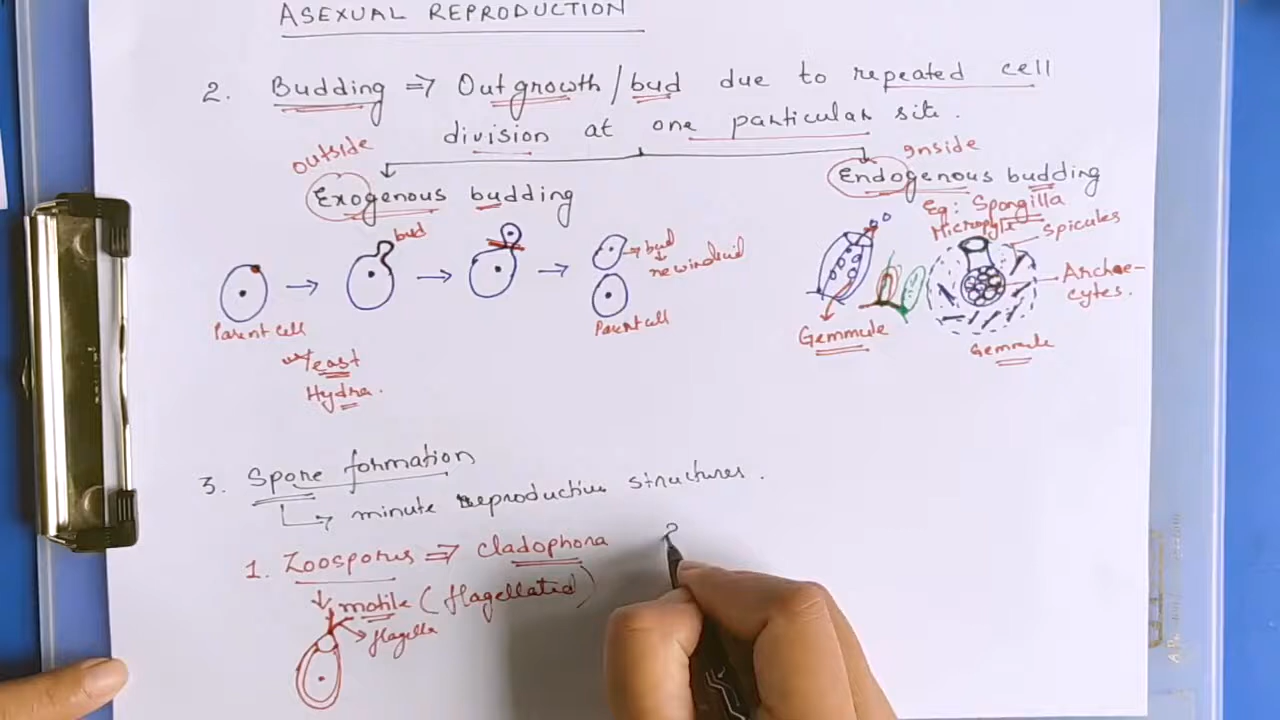 ASEXUAL REPRODUCTION
2. Budding ⇒ Outgrowth / bud due to repeated cell
division at one particular site.
outside
Inside
Exogenous budding
Endogenous budding
Eg: Spongilla
Micropyle
Spicules
bud
bud
new individual
Archaeocytes.
Parent cell
Parent cell
Gemmule
Gemmule
yeast
Hydra.
3. Spore formation
minute reproductive structures.
1. Zoospores ⇒ cladophora
2
motile (flagellated)
flagella